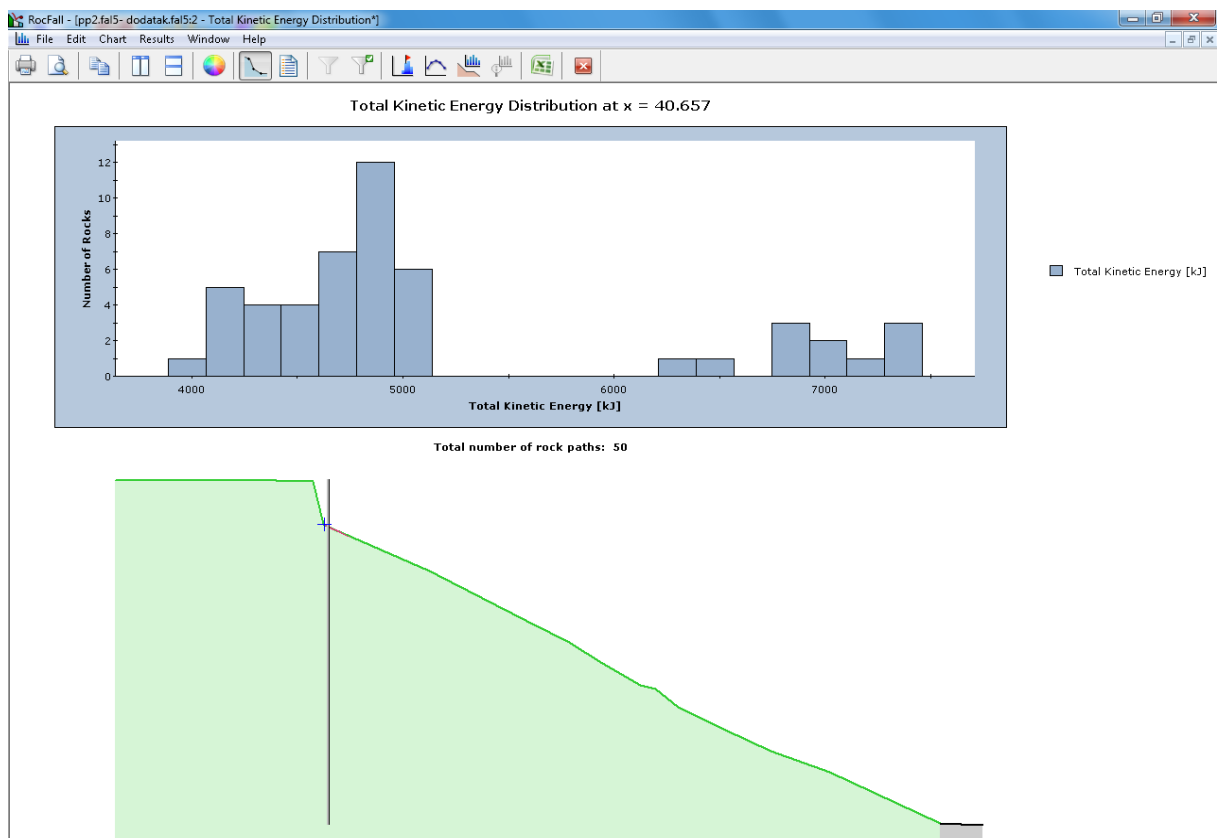 RocFall - [pp2.fal5- dodatak.fal5:2 - Total Kinetic Energy Distribution*]
File Edit Chart Results Window Help
Total Kinetic Energy Distribution at x = 40.657
12
10
8
6
4
2
0
Number of Rocks
4000 5000 6000 7000
Total Kinetic Energy [kJ]
Total Kinetic Energy [kJ]
Total number of rock paths: 50